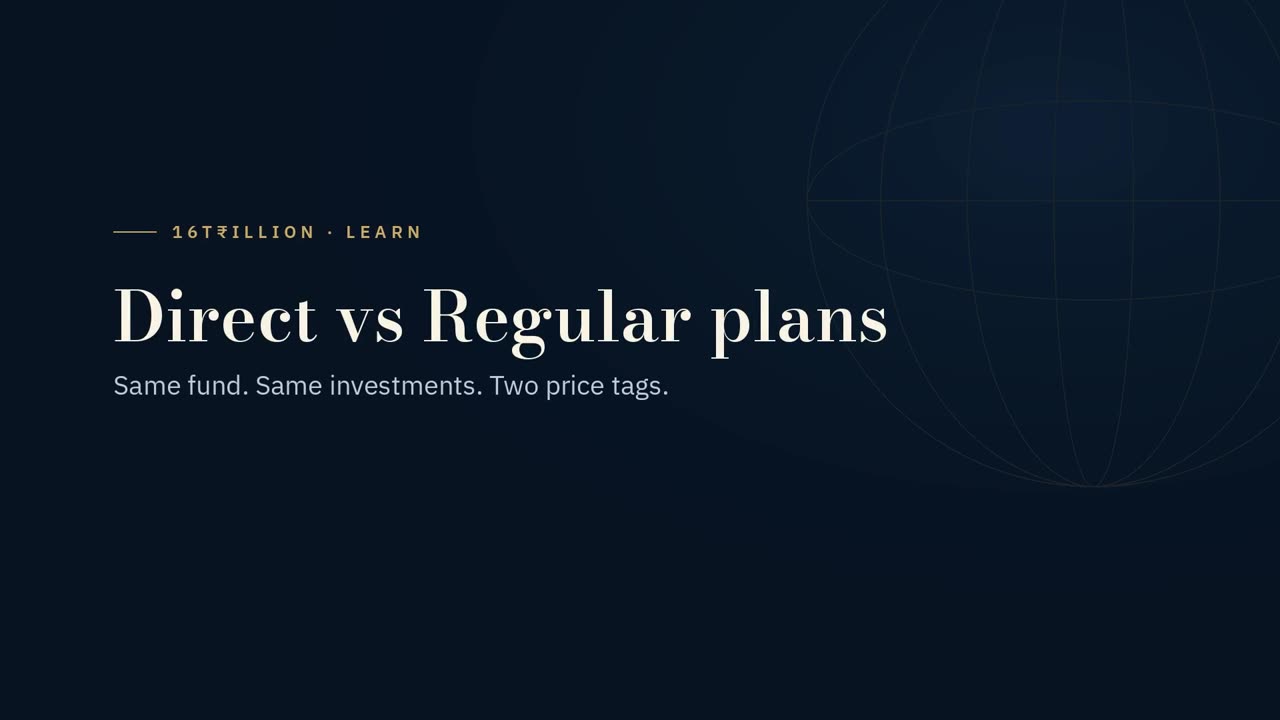 16T₹ILLION · LEARN
Direct vs Regular plans
Same fund. Same investments. Two price tags.